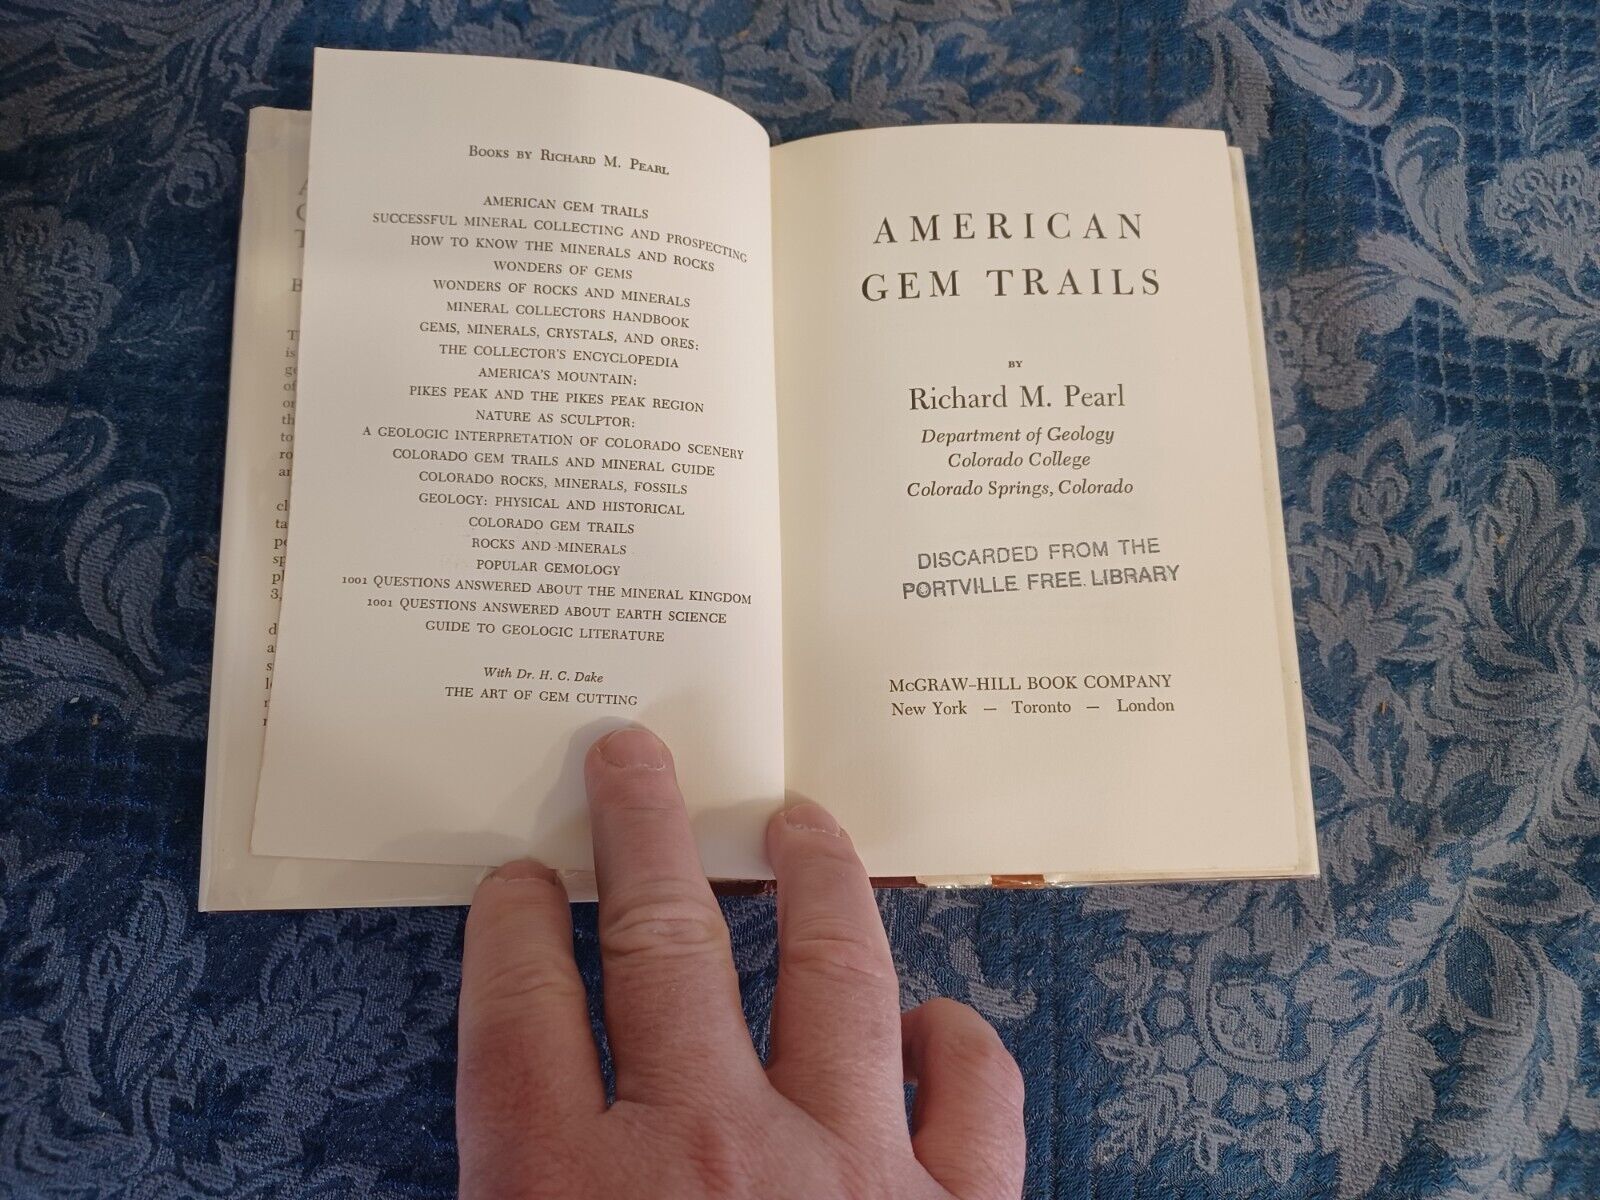 BOOKS BY RICHARD M. PEARL
AMERICAN GEM TRAILS
SUCCESSFUL MINERAL COLLECTING AND PROSPECTING
HOW TO KNOW THE MINERALS AND ROCKS
WONDERS OF GEMS
WONDERS OF ROCKS AND MINERALS
MINERAL COLLECTORS HANDBOOK
GEMS, MINERALS, CRYSTALS, AND ORES:
THE COLLECTOR'S ENCYCLOPEDIA
AMERICA'S MOUNTAIN:
PIKES PEAK AND THE PIKES PEAK REGION
NATURE AS SCULPTOR:
A GEOLOGIC INTERPRETATION OF COLORADO SCENERY
COLORADO GEM TRAILS AND MINERAL GUIDE
COLORADO ROCKS, MINERALS, FOSSILS
GEOLOGY: PHYSICAL AND HISTORICAL
COLORADO GEM TRAILS
ROCKS AND MINERALS
POPULAR GEMOLOGY
1001 QUESTIONS ANSWERED ABOUT THE MINERAL KINGDOM
1001 QUESTIONS ANSWERED ABOUT EARTH SCIENCE
GUIDE TO GEOLOGIC LITERATURE
With Dr. H. C. Dake
THE ART OF GEM CUTTING
AMERICAN
GEM TRAILS
BY
Richard M. Pearl
Department of Geology
Colorado College
Colorado Springs, Colorado
DISCARDED FROM THE
PORTVILLE FREE LIBRARY
McGRAW-HILL BOOK COMPANY
New York — Toronto — London